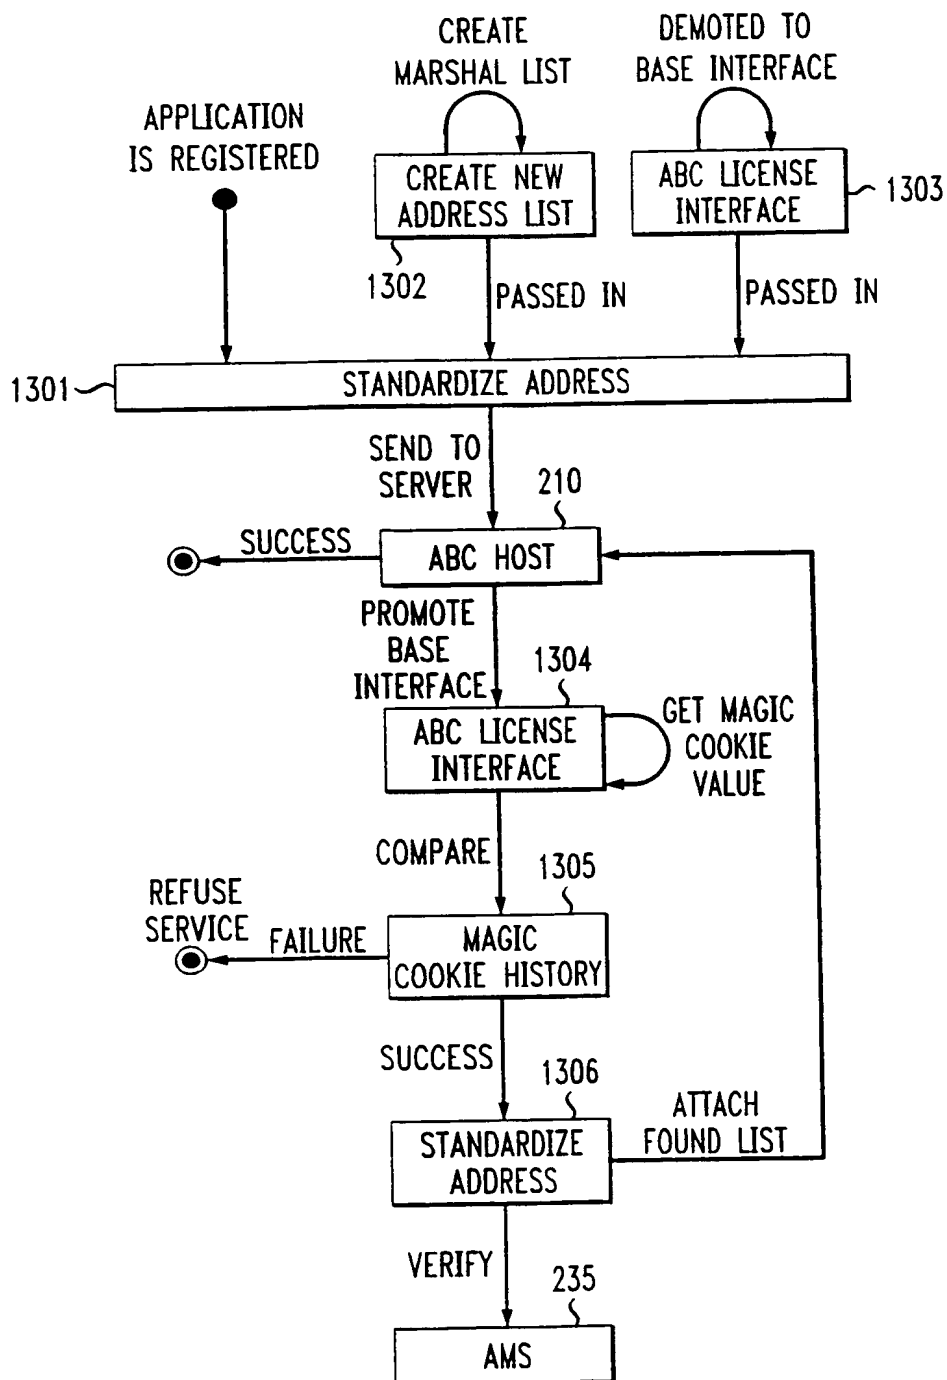 CREATE
MARSHAL LIST
DEMOTED TO
BASE INTERFACE
APPLICATION
IS REGISTERED
CREATE NEW
ADDRESS LIST
1302
ABC LICENSE
INTERFACE
1303
PASSED IN
PASSED IN
1301
STANDARDIZE ADDRESS
SEND TO
SERVER
210
SUCCESS
ABC HOST
PROMOTE
BASE
INTERFACE
1304
ABC LICENSE
INTERFACE
GET MAGIC
COOKIE
VALUE
COMPARE
1305
REFUSE
SERVICE
FAILURE
MAGIC
COOKIE HISTORY
SUCCESS
1306
STANDARDIZE
ADDRESS
ATTACH
FOUND LIST
VERIFY
235
AMS